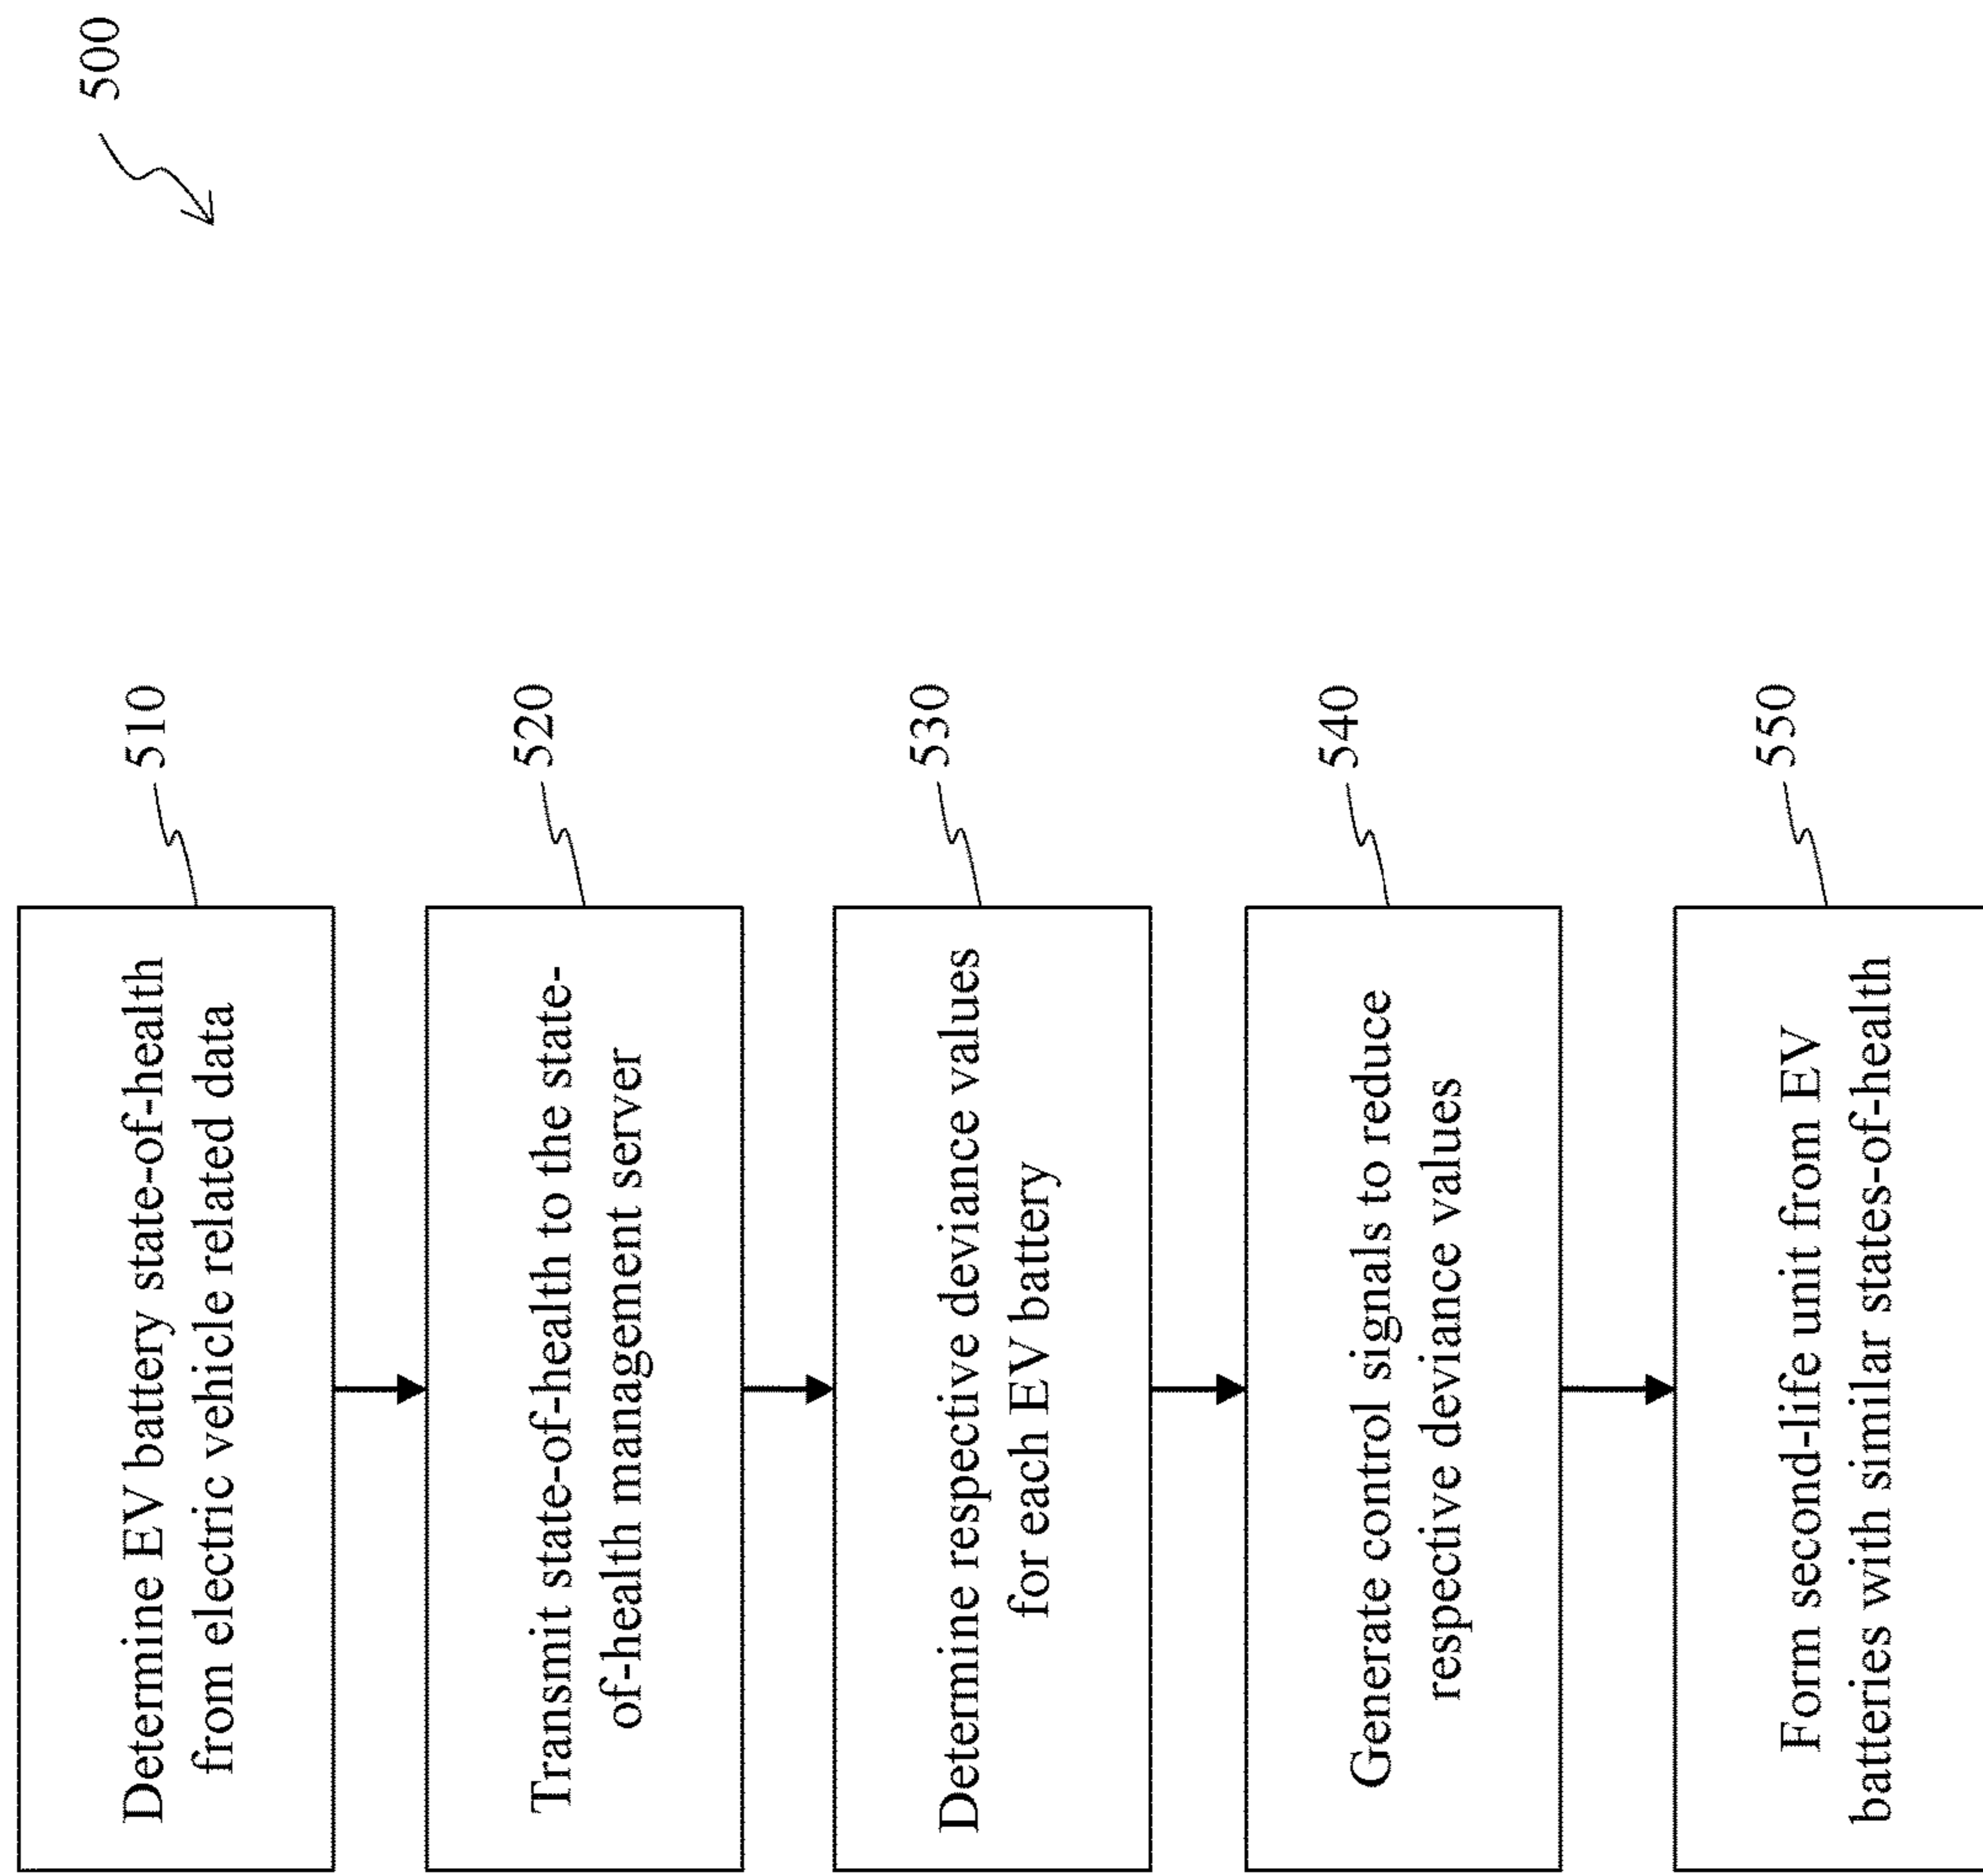 500
Determine EV battery state-of-health
from electric vehicle related data
510
Transmit state-of-health to the state-
of-health management server
520
Determine respective deviance values
for each EV battery
530
Generate control signals to reduce
respective deviance values
540
Form second-life unit from EV
batteries with similar states-of-health
550